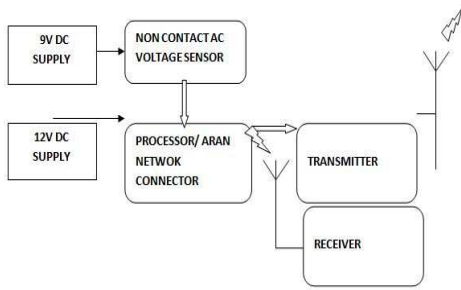 9V DC
SUPPLY
NON CONTACT AC
VOLTAGE SENSOR
12V DC
SUPPLY
PROCESSOR/ ARAN
NETWOK
CONNECTOR
TRANSMITTER
RECEIVER